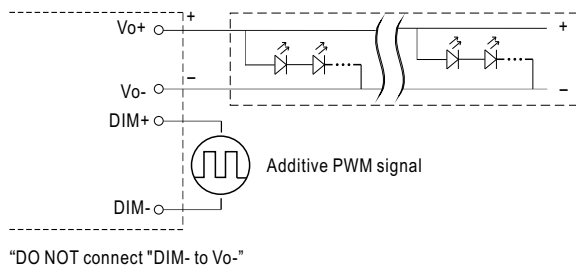 Vo+
+
+
Vo-
−
−
DIM+
Additive PWM signal
DIM-
“DO NOT connect "DIM- to Vo-”